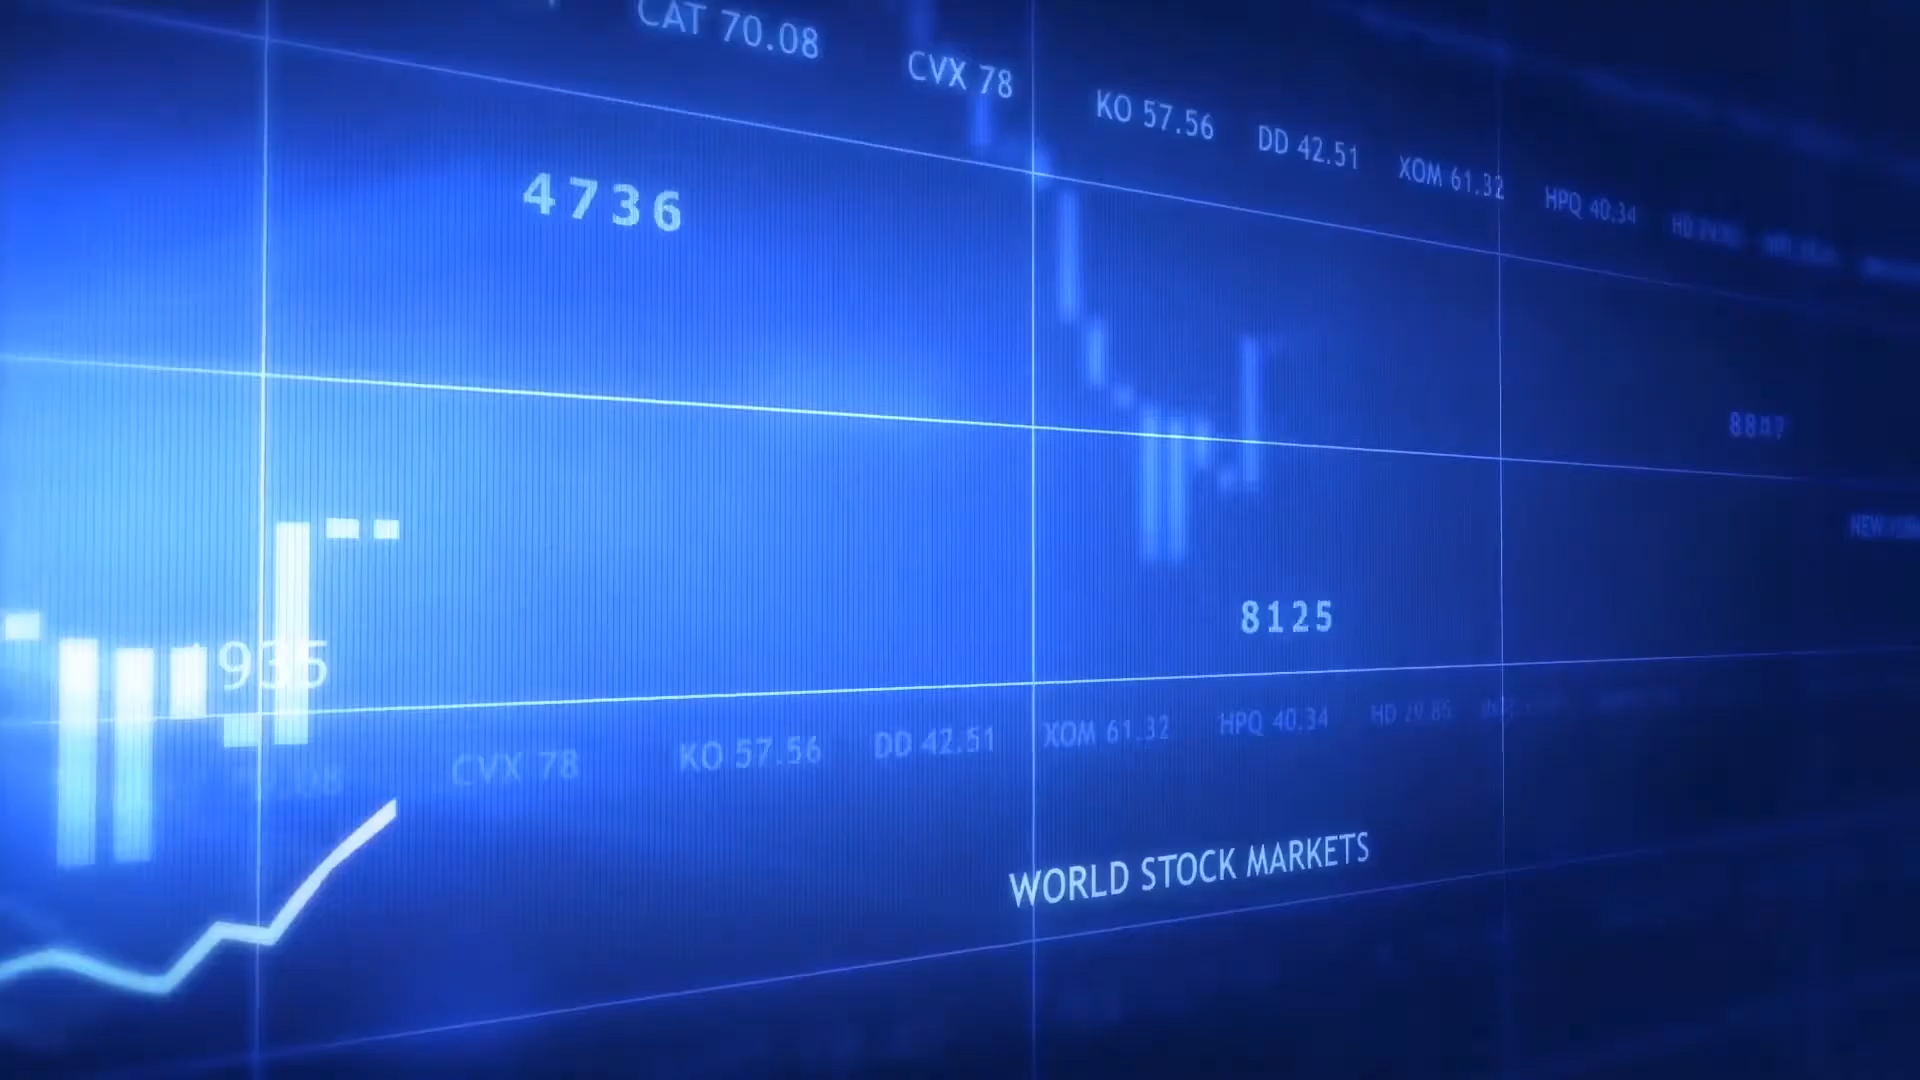 CAT 70.08 CVX 78 KO 57.56 DD 42.51 XOM 61.32 HPQ 40.34
4736
8125
935
CVX 78 KO 57.56 DD 42.51 XOM 61.32 HPQ 40.34 HD 29.86
WORLD STOCK MARKETS